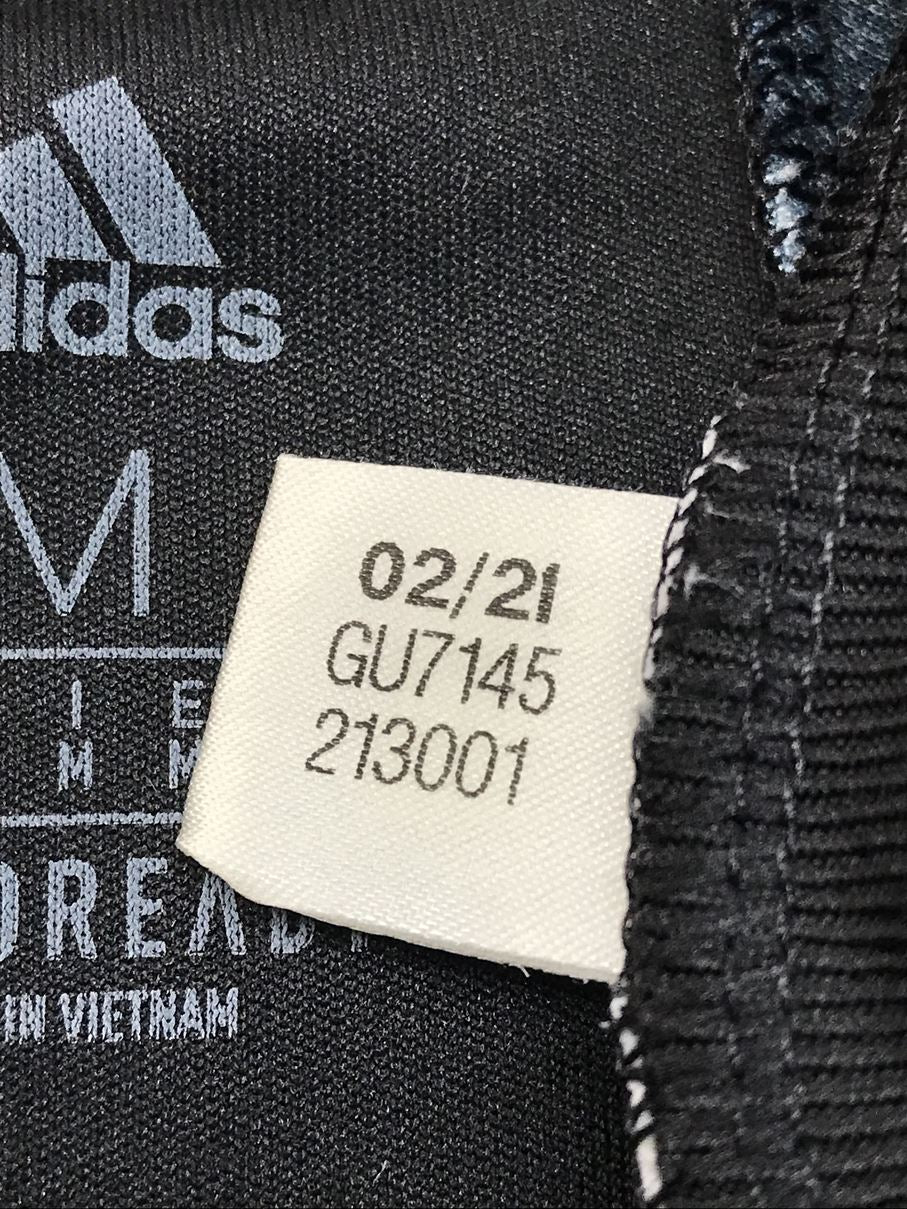 adidas
M
02/21
GU7145
213001
I E
M M
IN VIETNAM